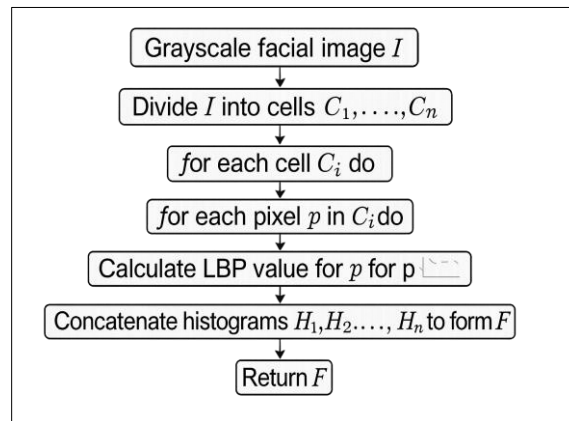 Grayscale facial image I
Divide I into cells C₁,....,Cₙ
for each cell Cᵢ do
for each pixel p in Cᵢ do
Calculate LBP value for p for p
Concatenate histograms H₁,H₂...., Hₙ to form F
Return F